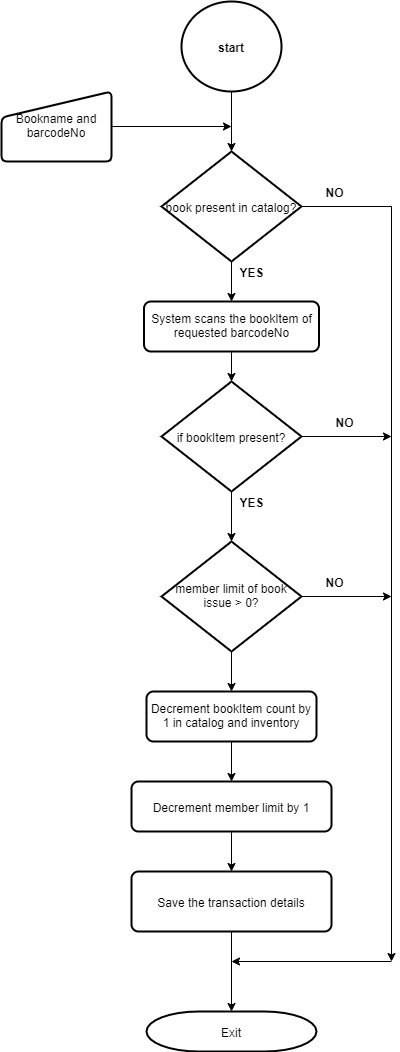 start
Bookname and
barcodeNo
book present in catalog?
NO
YES
System scans the bookItem of
requested barcodeNo
if bookItem present?
NO
YES
member limit of book
issue > 0?
NO
Decrement bookItem count by
1 in catalog and inventory
Decrement member limit by 1
Save the transaction details
Exit